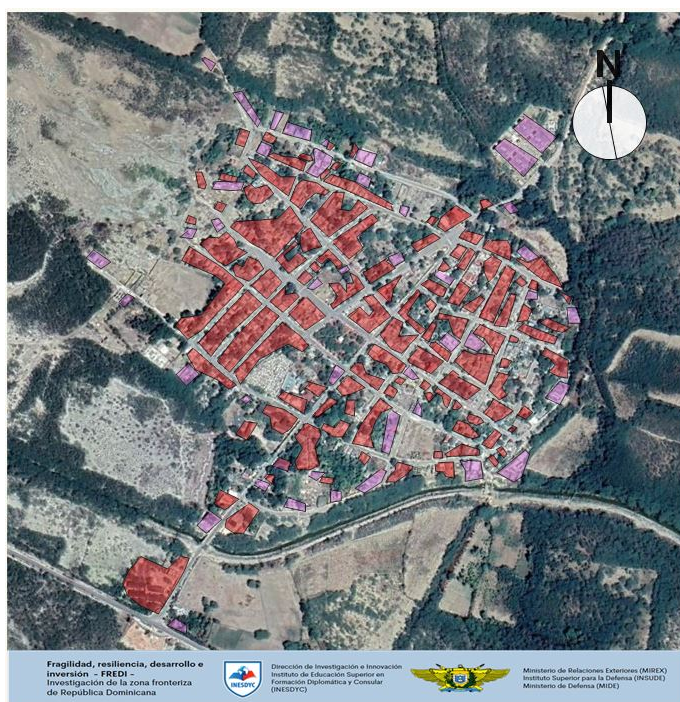 N
Fragilidad, resiliencia, desarrollo e
inversión - FREDI –
Investigación de la zona fronteriza
de República Dominicana
INESDYC
Dirección de Investigación e Innovación
Instituto de Educación Superior en
Formación Diplomática y Consular
(INESDYC)
Ministerio de Relaciones Exteriores (MIREX)
Instituto Superior para la Defensa (INSUDE)
Ministerio de Defensa (MIDE)